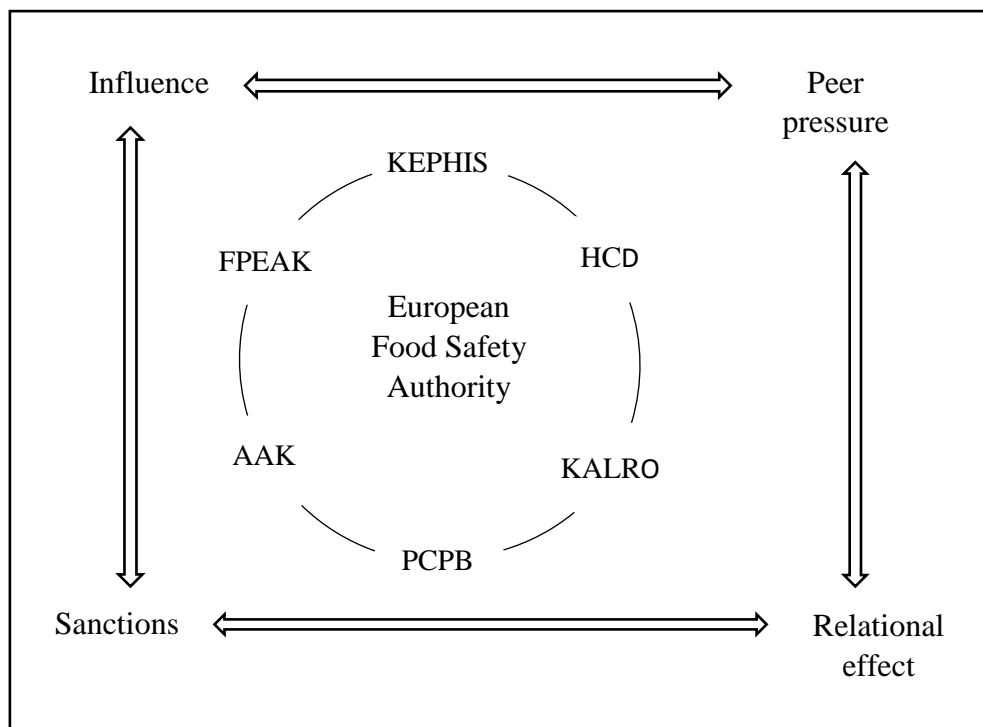 Influence
Peer
pressure
KEPHIS
FPEAK
HCD
European
Food Safety
Authority
AAK
KALRO
PCPB
Sanctions
Relational
effect